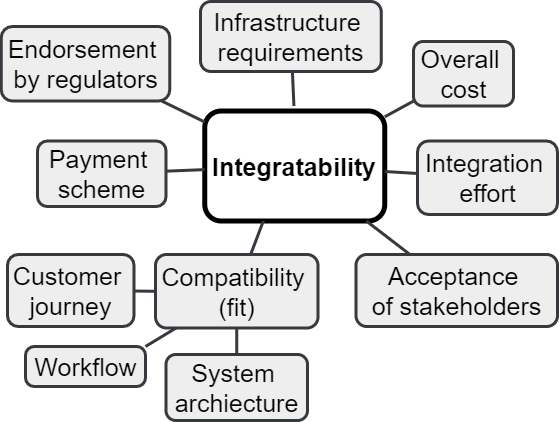 Infrastructure
requirements
Endorsement
by regulators
Overall
cost
Payment
scheme
Integratability
Integration
effort
Customer
journey
Compatibility
(fit)
Acceptance
of stakeholders
Workflow
System
archiecture